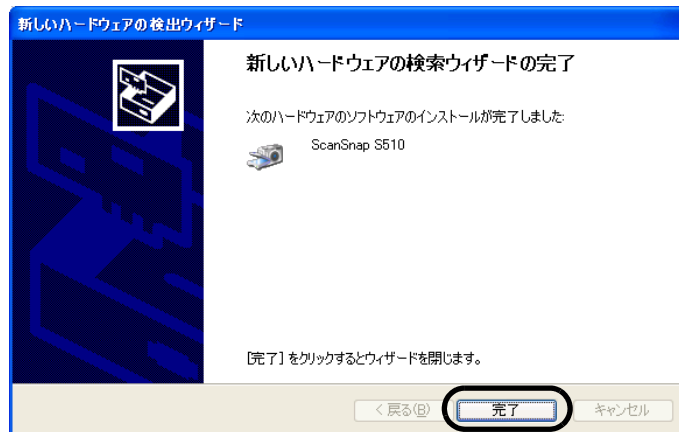 新しいハードウェアの検出ウィザード
新しいハードウェアの検索ウィザードの完了
次のハードウェアのソフトウェアのインストールが完了しました:
ScanSnap S510
[完了] をクリックするとウィザードを閉じます。
< 戻る(B)
完了
キャンセル